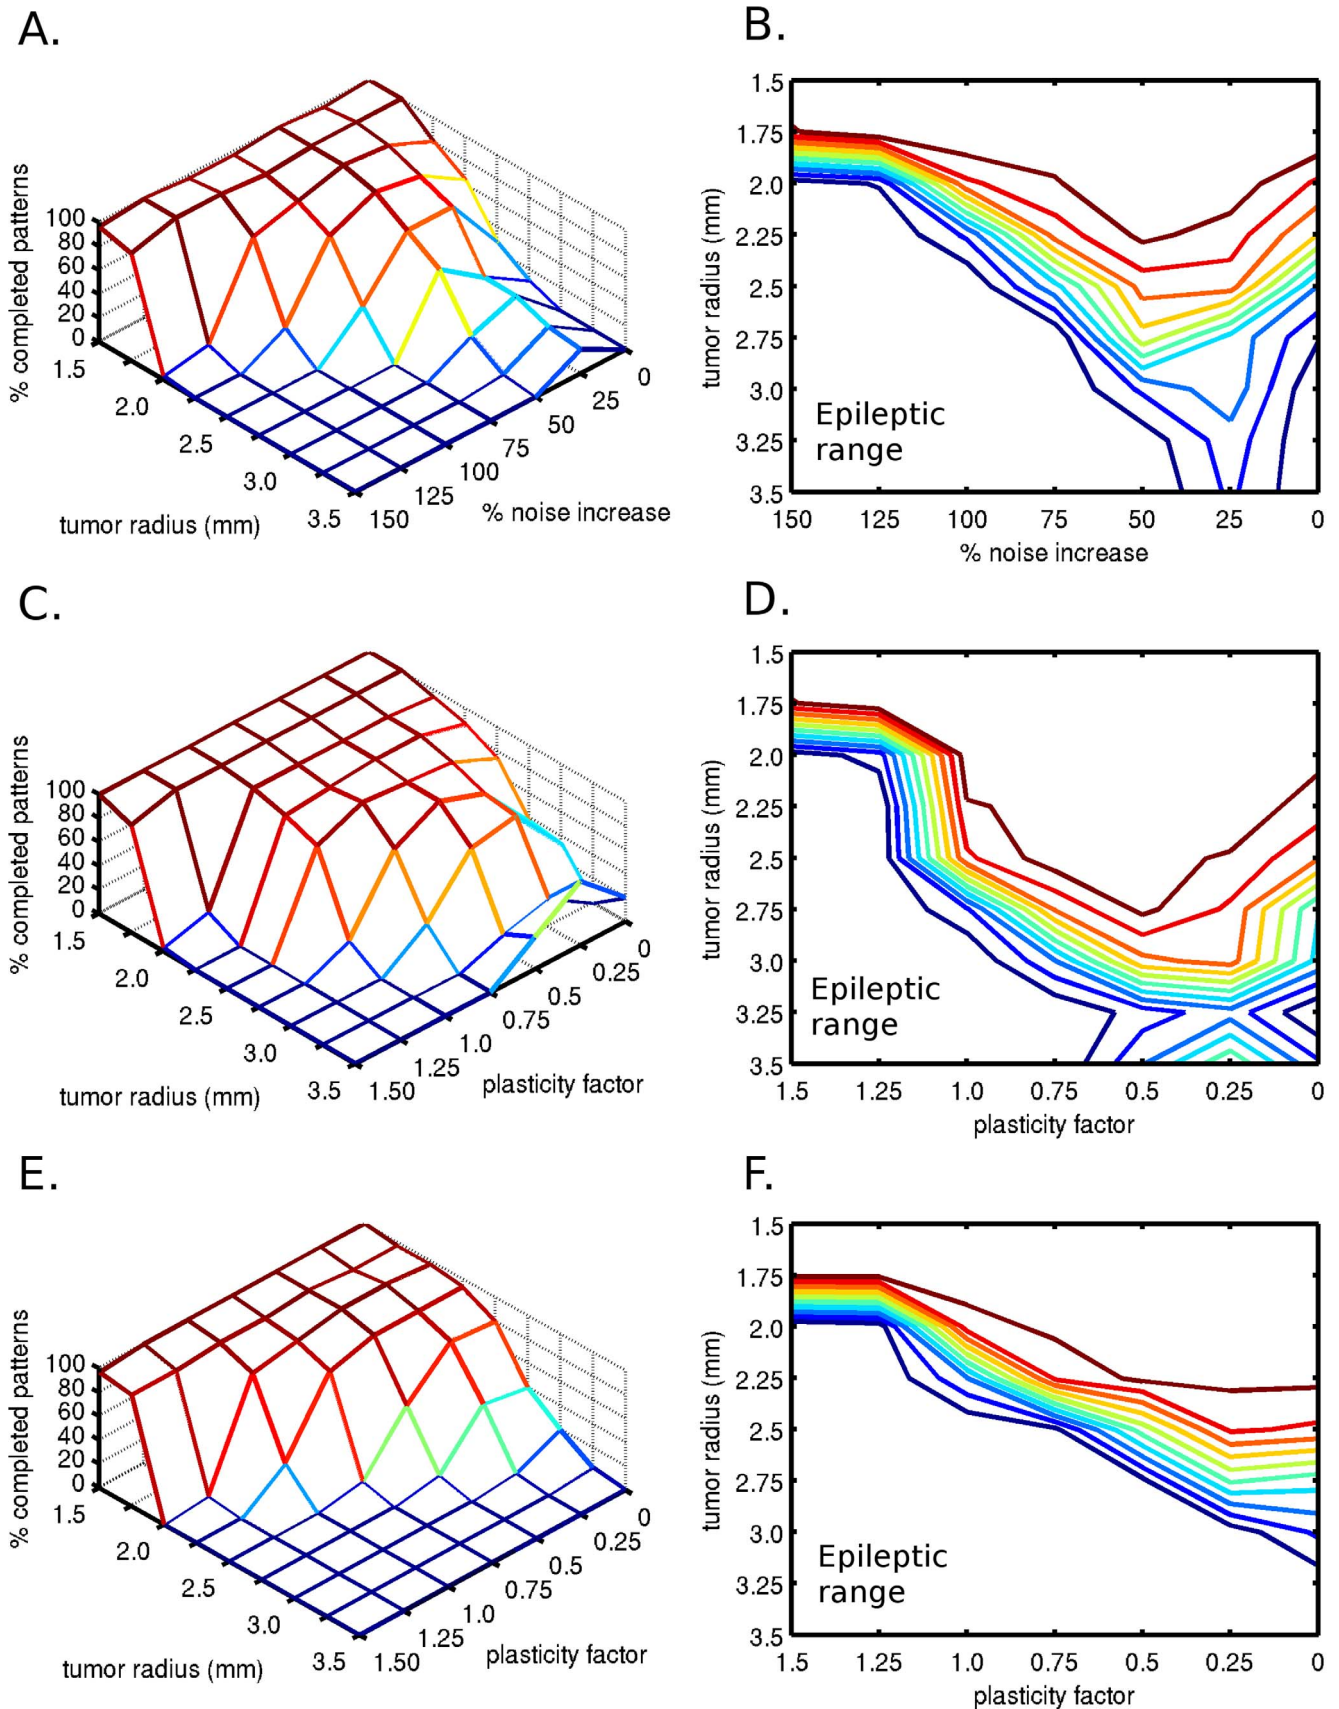 A.
% completed patterns
100
80
60
40
20
0
1.5
2.0
2.5
3.0
3.5
tumor radius (mm)
150
125
100
75
50
25
0
% noise increase
B.
tumor radius (mm)
1.5
1.75
2.0
2.25
2.5
2.75
3.0
3.25
3.5
Epileptic
range
150 125 100 75 50 25 0
% noise increase
C.
% completed patterns
100
80
60
40
20
0
1.5
2.0
2.5
3.0
3.5
tumor radius (mm)
1.50
1.25
1.0
0.75
0.5
0.25
0
plasticity factor
D.
tumor radius (mm)
1.5
1.75
2.0
2.25
2.5
2.75
3.0
3.25
3.5
Epileptic
range
1.5 1.25 1.0 0.75 0.5 0.25 0
plasticity factor
E.
% completed patterns
100
80
60
40
20
0
1.5
2.0
2.5
3.0
3.5
tumor radius (mm)
1.50
1.25
1.0
0.75
0.5
0.25
0
plasticity factor
F.
tumor radius (mm)
1.5
1.75
2.0
2.25
2.5
2.75
3.0
3.25
3.5
Epileptic
range
1.5 1.25 1.0 0.75 0.5 0.25 0
plasticity factor